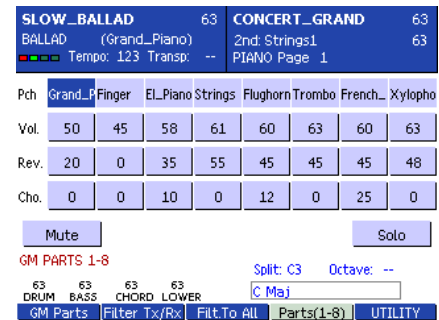 SLOW_BALLAD 63 CONCERT_GRAND 63
BALLAD (Grand_Piano) 2nd: Strings1 63
Tempo: 123 Transp: -- PIANO Page 1
Pch Grand_P Finger El_Piano Strings Flughorn Trombo French_ Xylopho
Vol. 50 45 58 61 60 63 60 63
Rev. 20 0 35 55 45 45 45 48
Cho. 0 0 10 0 12 0 25 0
Mute Solo
GM PARTS 1-8
Split: C3 Octave: --
63 63 63 63
DRUM BASS CHORD LOWER C Maj
GM Parts Filter Tx/Rx Filt.To All Parts(1-8) UTILITY